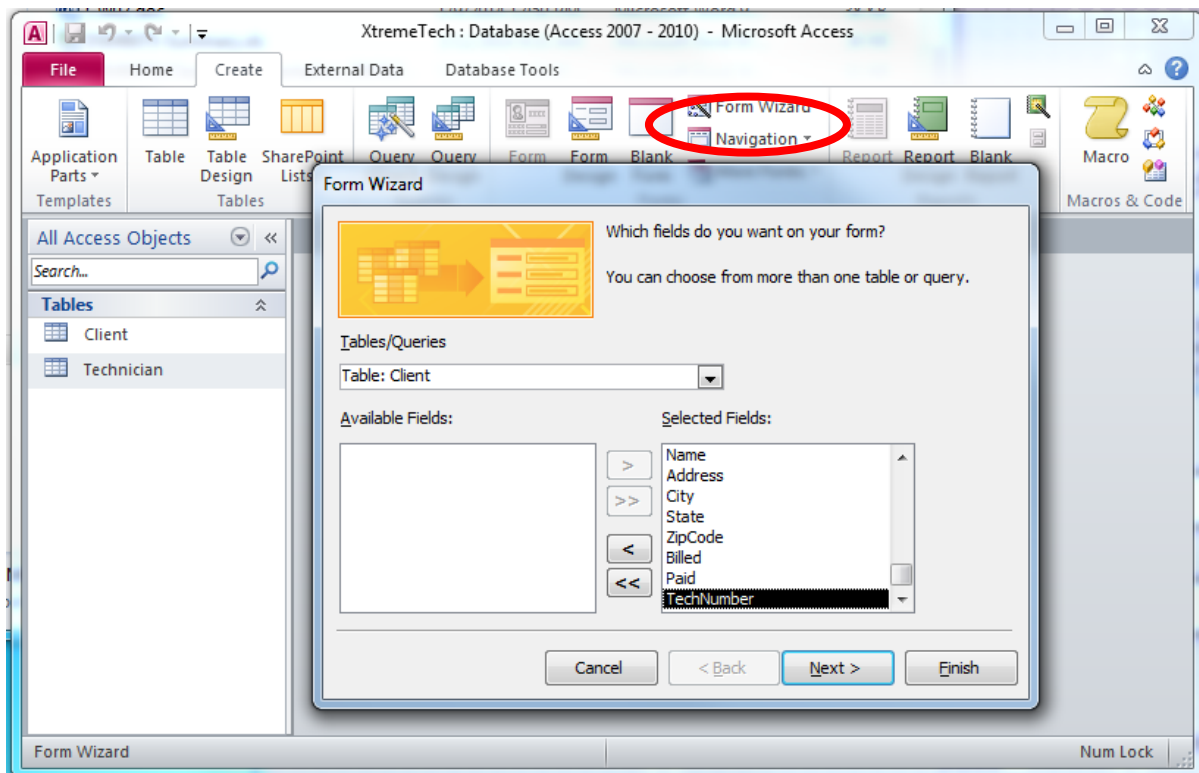 XtremeTech : Database (Access 2007 - 2010) - Microsoft Access
File Home Create External Data Database Tools
Form Wizard
Navigation
Application Parts
Table
Table Design
SharePoint Lists
Query
Query
Form
Form
Blank
Report
Report
Blank
Macro
Templates
Tables
Macros & Code
All Access Objects
Search...
Tables
Client
Technician
Form Wizard
Which fields do you want on your form?
You can choose from more than one table or query.
Tables/Queries
Table: Client
Available Fields:
Selected Fields:
>
>>
<
<<
Name
Address
City
State
ZipCode
Billed
Paid
TechNumber
Cancel
< Back
Next >
Finish
Form Wizard
Num Lock